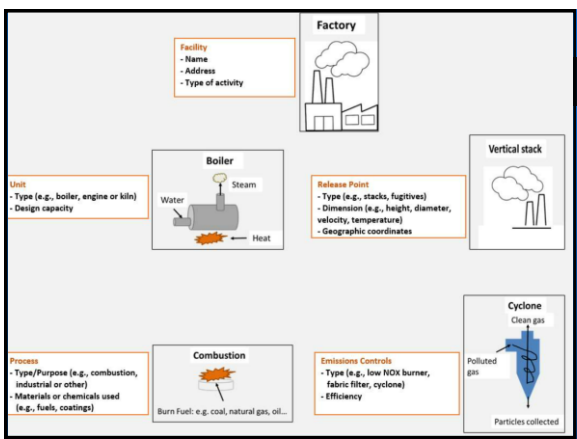 Factory
Facility
- Name
- Address
- Type of activity
Boiler
Steam
Water
Heat
Unit
- Type (e.g., boiler, engine or kiln)
- Design capacity
Vertical stack
Release Point
- Type (e.g., stacks, fugitives)
- Dimension (e.g., height, diameter,
velocity, temperature)
- Geographic coordinates
Process
- Type/Purpose (e.g., combustion,
industrial or other)
- Materials or chemicals used
(e.g., fuels, coatings)
Combustion
Burn Fuel: e.g. coal, natural gas, oil...
Emissions Controls
- Type (e.g., low NOX burner,
fabric filter, cyclone)
- Efficiency
Cyclone
Clean gas
Polluted
gas
Particles collected